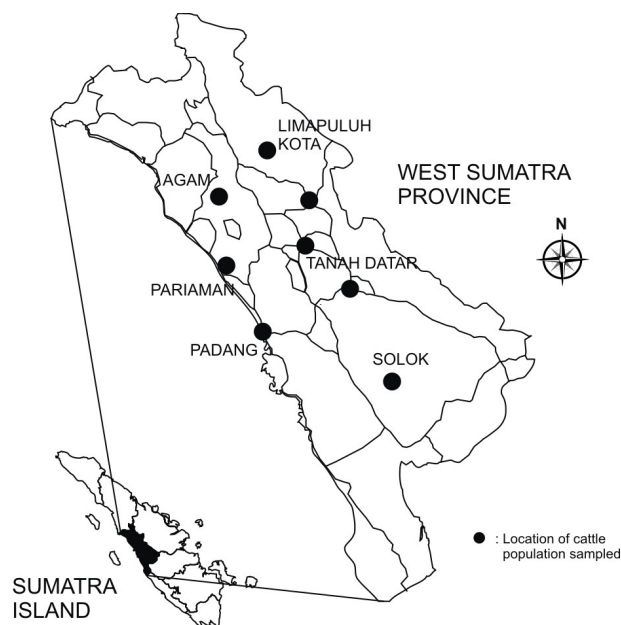 LIMAPULUH
KOTA
AGAM
WEST SUMATRA
PROVINCE
N
TANAH DATAR
PARIAMAN
PADANG
SOLOK
: Location of cattle
population sampled
SUMATRA
ISLAND